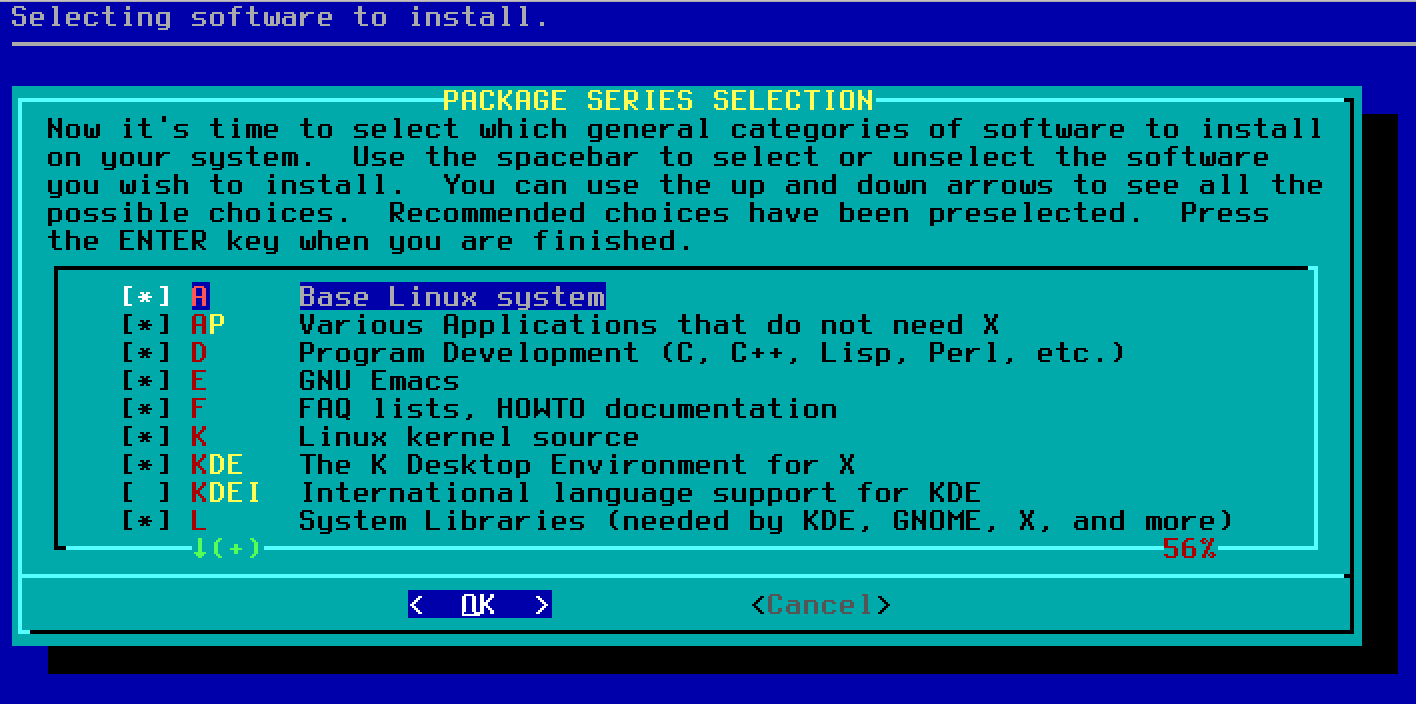 Selecting software to install.
PACKAGE SERIES SELECTION
Now it's time to select which general categories of software to install
on your system.  Use the spacebar to select or unselect the software
you wish to install.  You can use the up and down arrows to see all the
possible choices.  Recommended choices have been preselected.  Press
the ENTER key when you are finished.
[*] A     Base Linux system
[*] AP    Various Applications that do not need X
[*] D     Program Development (C, C++, Lisp, Perl, etc.)
[*] E     GNU Emacs
[*] F     FAQ lists, HOWTO documentation
[*] K     Linux kernel source
[*] KDE   The K Desktop Environment for X
[ ] KDEI  International language support for KDE
[*] L     System Libraries (needed by KDE, GNOME, X, and more)
↓(+) 56%
<  OK  > <Cancel>